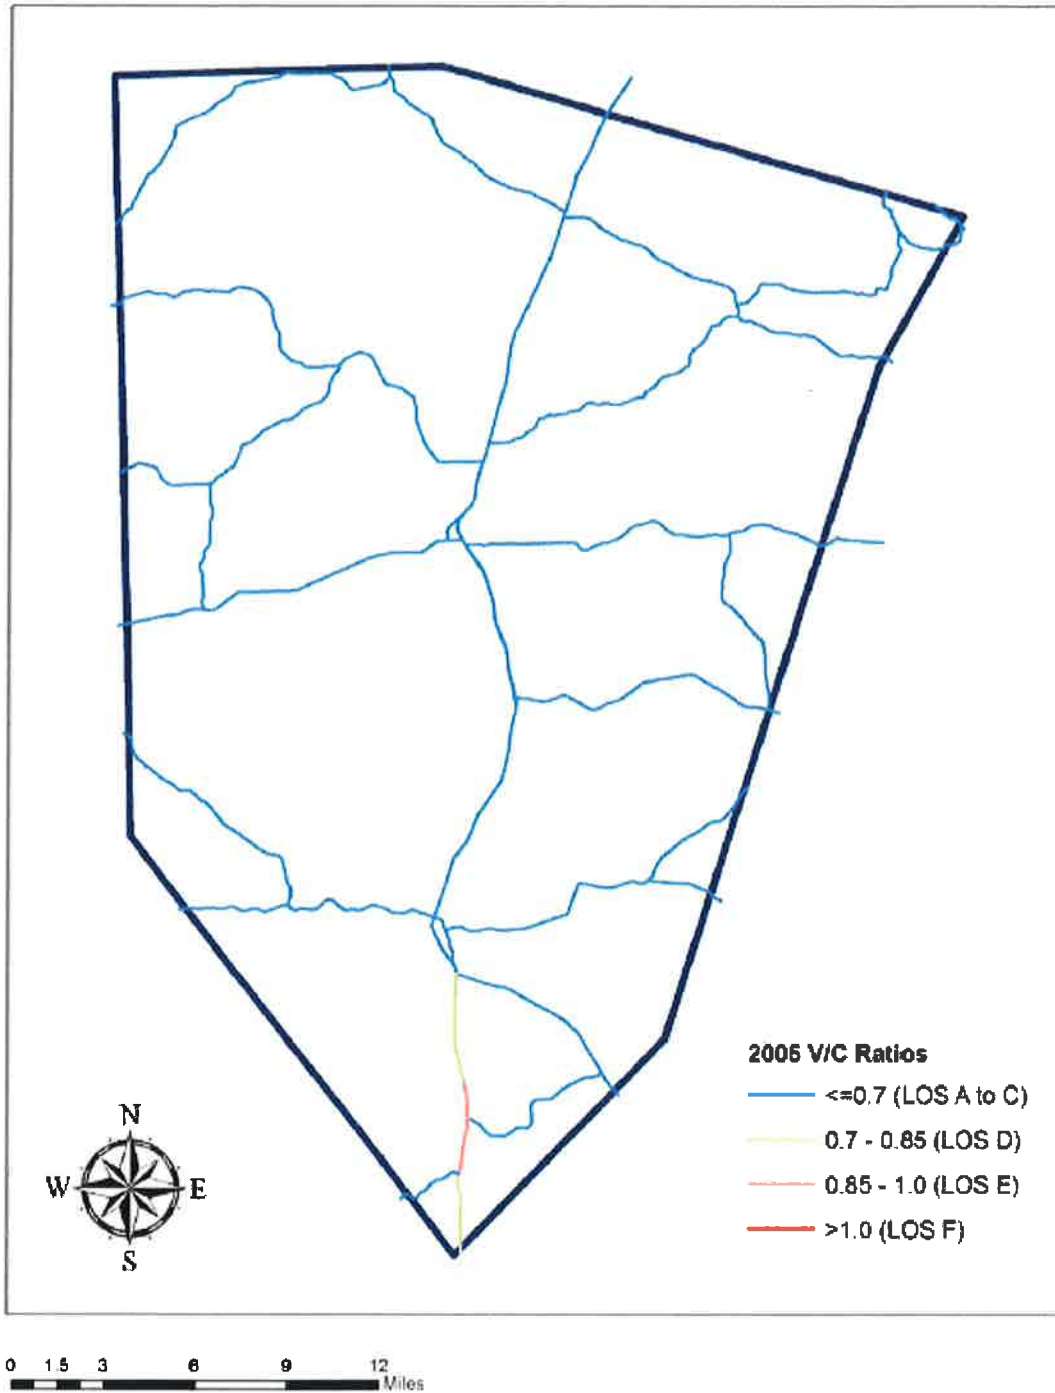 2005 V/C Ratios
<=0.7 (LOS A to C)
0.7 - 0.85 (LOS D)
0.85 - 1.0 (LOS E)
>1.0 (LOS F)
N
W E
S
0 1.5 3 6 9 12
Miles